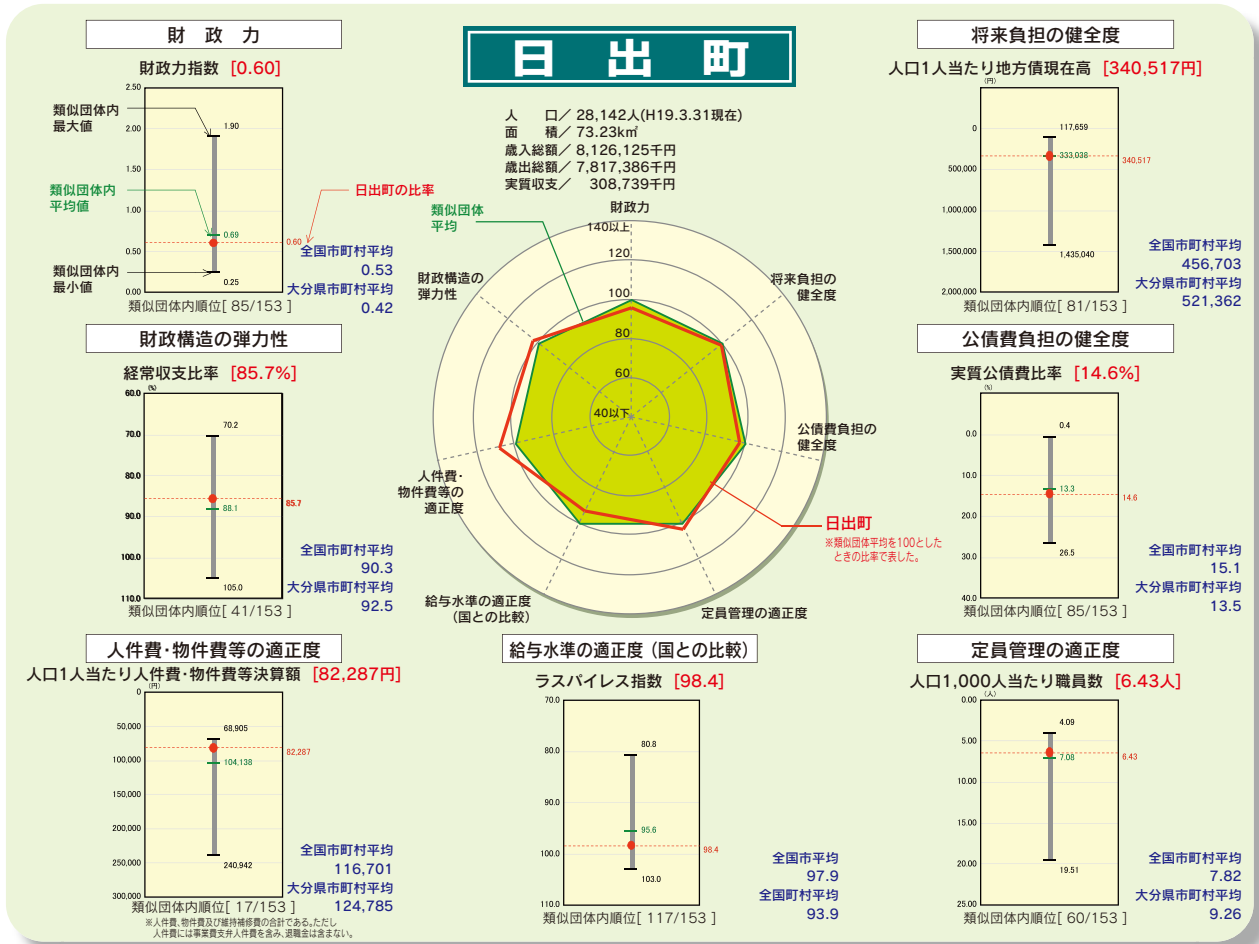 日出町
人　　口／ 28,142人(H19.3.31現在)
面　　積／ 73.23k㎡
歳入総額／ 8,126,125千円
歳出総額／ 7,817,386千円
実質収支／ 308,739千円
財　政　力
財政力指数 [0.60]
2.50
2.00
1.50
1.00
0.50
0.00
類似団体内
最大値
1.90
類似団体内
平均値
0.69
日出町の比率
0.60
類似団体内
最小値
0.25
全国市町村平均
0.53
大分県市町村平均
0.42
類似団体内順位[ 85/153 ]
財政構造の弾力性
経常収支比率 [85.7%]
(%)
60.0
70.0
80.0
90.0
100.0
110.0
70.2
88.1
85.7
105.0
全国市町村平均
90.3
大分県市町村平均
92.5
類似団体内順位[ 41/153 ]
人件費･物件費等の適正度
人口1人当たり人件費･物件費等決算額 [82,287円]
(円)
0
50,000
100,000
150,000
200,000
250,000
300,000
68,905
82,287
104,138
240,942
全国市町村平均
116,701
大分県市町村平均
124,785
類似団体内順位[ 17/153 ]
※人件費、物件費及び維持補修費の合計である。ただし
人件費には事業費支弁人件費を含み、退職金は含まない。
類似団体
平均
財政力
140以上
120
100
80
60
40以下
将来負担の
健全度
公債費負担の
健全度
定員管理の適正度
給与水準の適正度
(国との比較)
人件費･
物件費等の
適正度
財政構造の
弾力性
日出町
※類似団体平均を100とした
ときの比率で表した。
給与水準の適正度 (国との比較)
ラスパイレス指数 [98.4]
70.0
80.0
90.0
100.0
110.0
80.8
95.6
98.4
103.0
全国市平均
97.9
全国町村平均
93.9
類似団体内順位[ 117/153 ]
将来負担の健全度
人口1人当たり地方債現在高 [340,517円]
(円)
0
500,000
1,000,000
1,500,000
2,000,000
117,659
333,038
340,517
1,435,040
全国市町村平均
456,703
大分県市町村平均
521,362
類似団体内順位[ 81/153 ]
公債費負担の健全度
実質公債費比率 [14.6%]
(%)
0.0
10.0
20.0
30.0
40.0
0.4
13.3
14.6
26.5
全国市町村平均
15.1
大分県市町村平均
13.5
類似団体内順位[ 85/153 ]
定員管理の適正度
人口1,000人当たり職員数 [6.43人]
(人)
0.00
5.00
10.00
15.00
20.00
25.00
4.09
7.08
6.43
19.51
全国市町村平均
7.82
大分県市町村平均
9.26
類似団体内順位[ 60/153 ]